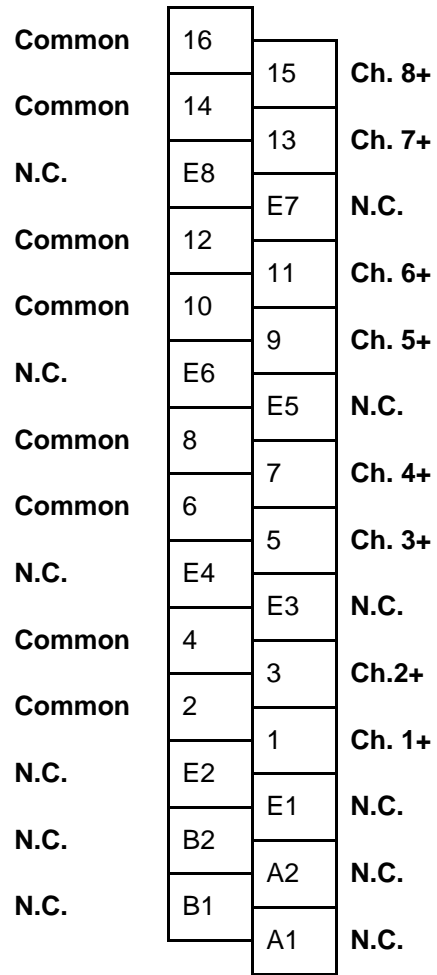 Common 16
15 Ch. 8+
Common 14
13 Ch. 7+
N.C. E8
E7 N.C.
Common 12
11 Ch. 6+
Common 10
9 Ch. 5+
N.C. E6
E5 N.C.
Common 8
7 Ch. 4+
Common 6
5 Ch. 3+
N.C. E4
E3 N.C.
Common 4
3 Ch.2+
Common 2
1 Ch. 1+
N.C. E2
E1 N.C.
N.C. B2
A2 N.C.
N.C. B1
A1 N.C.